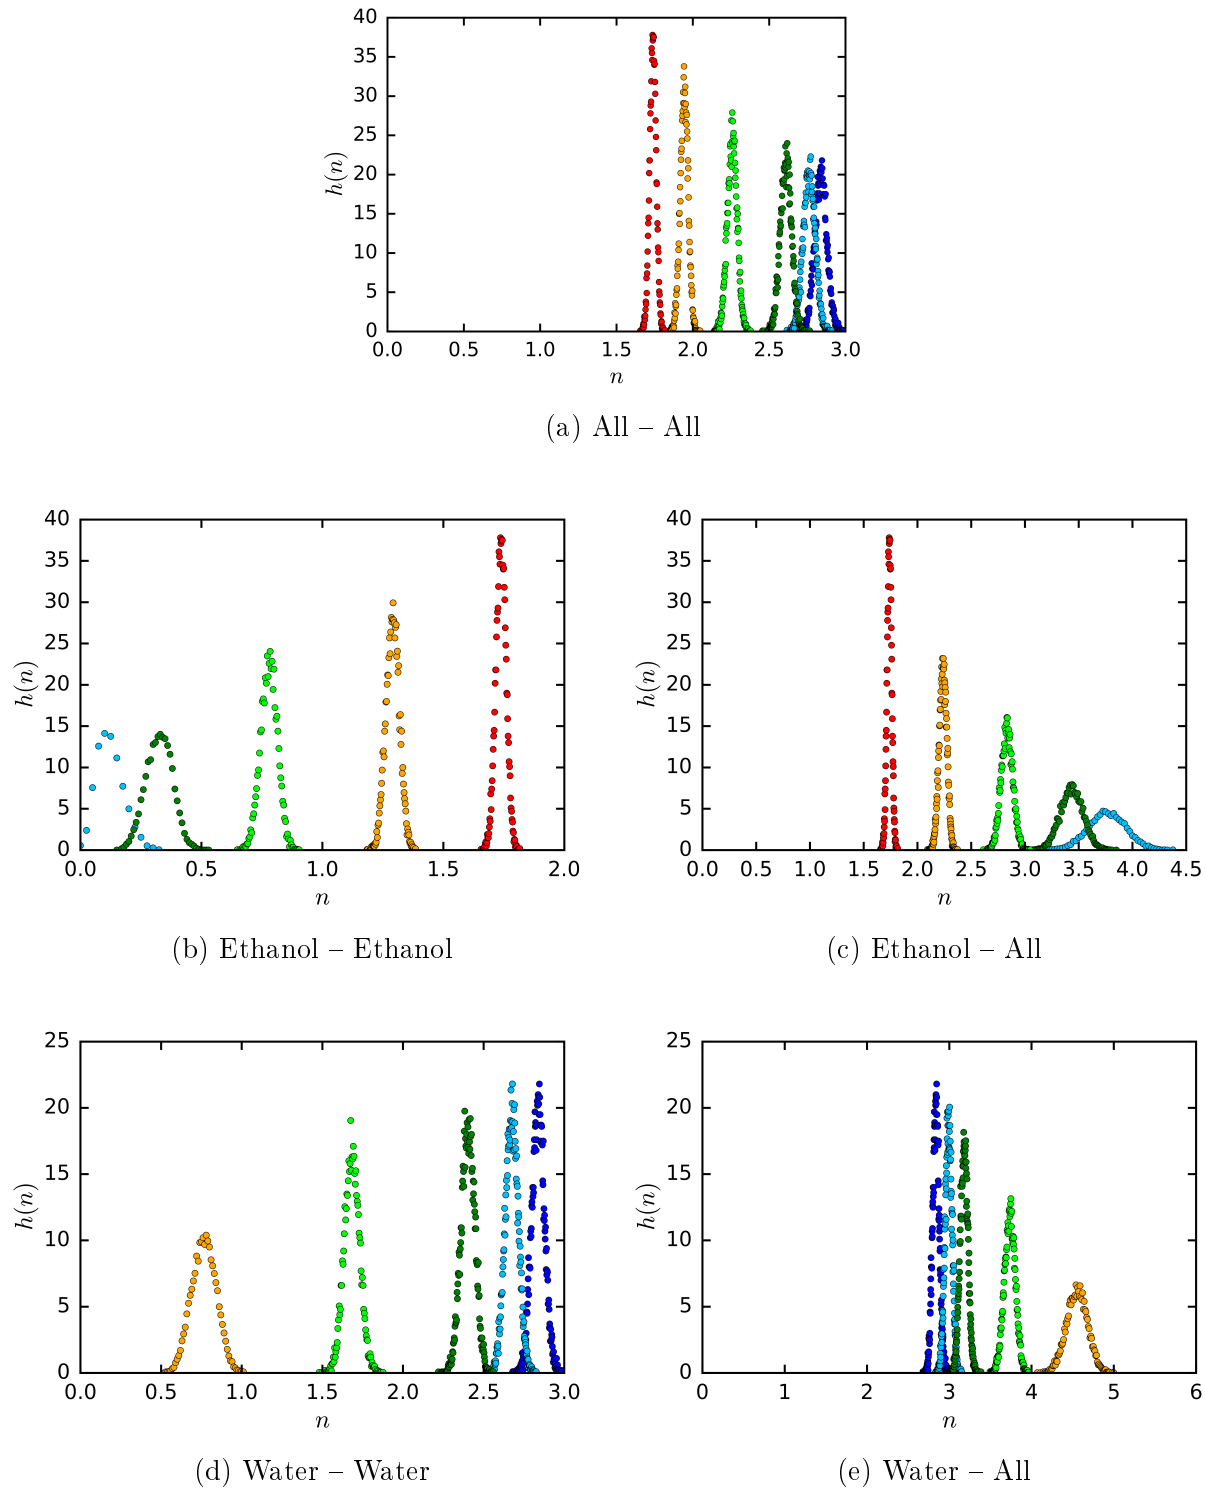 40
35
30
25
20
15
10
5
0
h(n)
0.0 0.5 1.0 1.5 2.0 2.5 3.0
n
(a) All – All
40
35
30
25
20
15
10
5
0
h(n)
0.0 0.5 1.0 1.5 2.0
n
(b) Ethanol – Ethanol
40
35
30
25
20
15
10
5
0
h(n)
0.0 0.5 1.0 1.5 2.0 2.5 3.0 3.5 4.0 4.5
n
(c) Ethanol – All
25
20
15
10
5
0
h(n)
0.0 0.5 1.0 1.5 2.0 2.5 3.0
n
(d) Water – Water
25
20
15
10
5
0
h(n)
0 1 2 3 4 5 6
n
(e) Water – All